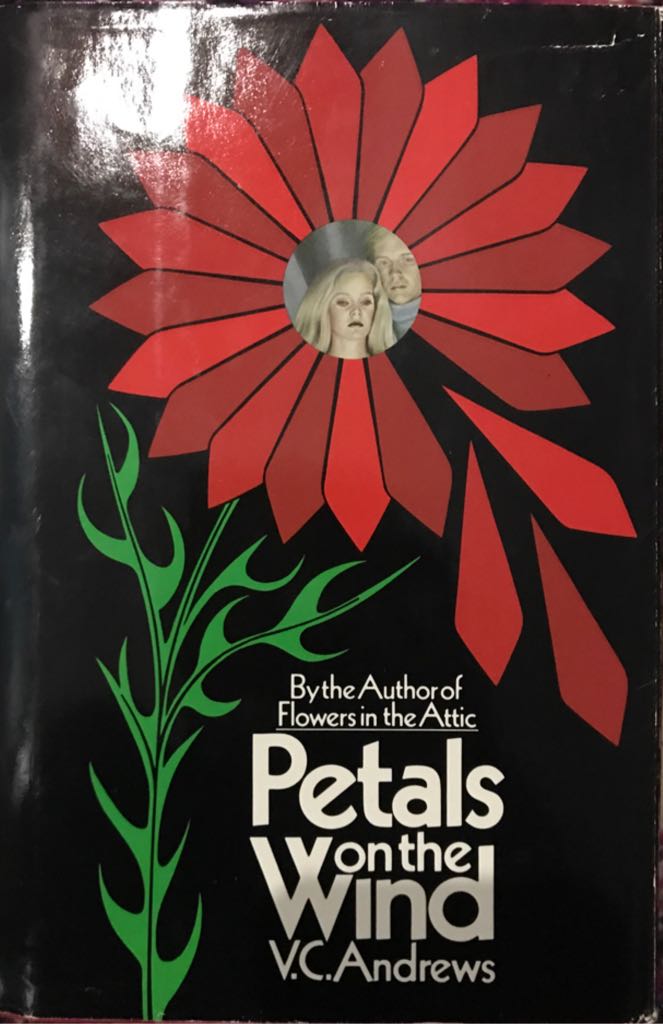 By the Author of
Flowers in the Attic
Petals
on the
Wind
V.C. Andrews